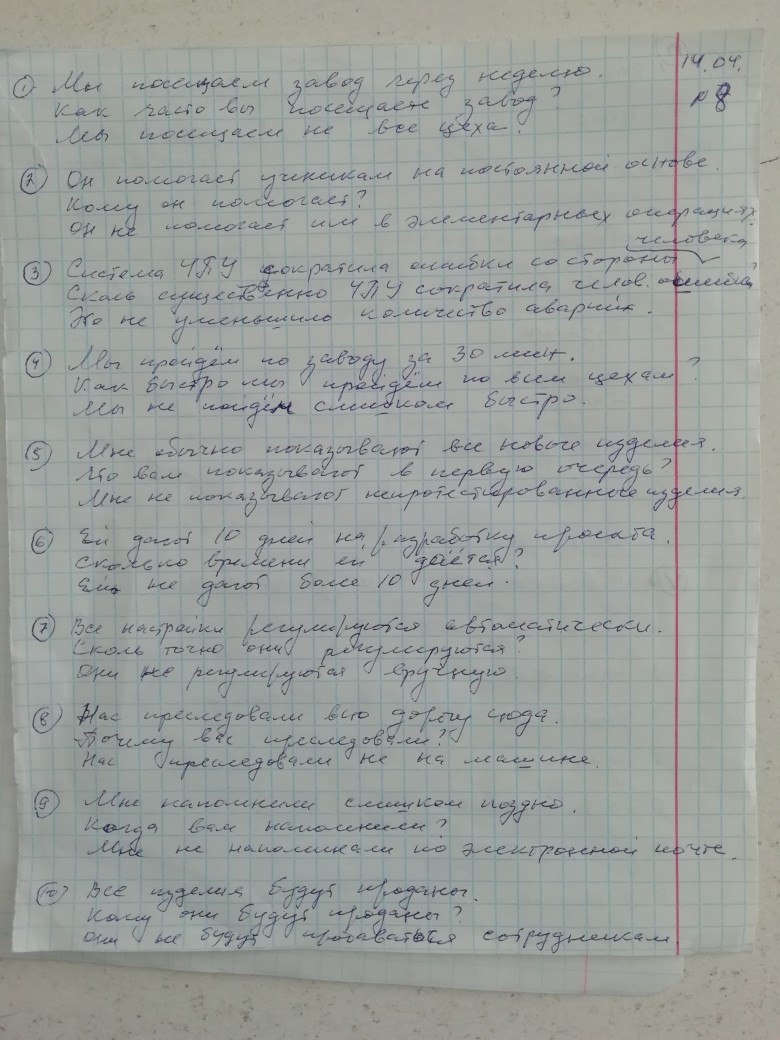 14.04.
№8
① Мы посещаем завод через неделю.
Как часто вы посещаете завод?
Мы посещаем не все цеха.
② Он помогает ученикам на постоянной основе.
Кому он помогает?
Он не помогает им в элементарных операциях.
человека
③ Система ЧПУ сократила ошибки со стороны
Сколь существенно ЧПУ сократила челов. ошибки?
Но не уменьшило количество аварий.
④ Мы пройдём по заводу за 30 мин.
Как быстро мы пройдём по всем цехам?
Мы не пойдём слишком быстро.
⑤ Мне обычно показывают все новые изделия.
Что вам показывают в первую очередь?
Мне не показывают непротестированные изделия.
⑥ Ей дают 10 дней на разработку проекта.
Сколько времени ей даётся?
Ей не дают более 10 дней.
⑦ Все настройки регулируются автоматически.
Сколь точно они регулируются?
Они не регулируются вручную.
⑧ Нас преследовали всю дорогу сюда.
Почему вас преследовали?
Нас преследовали не на машине.
⑨ Мне напомнили слишком поздно.
Когда вам напомнили?
Мне не напоминали по электронной почте.
⑩ Все изделия будут проданы.
Кому они будут проданы?
Они не будут продаваться сотрудникам.